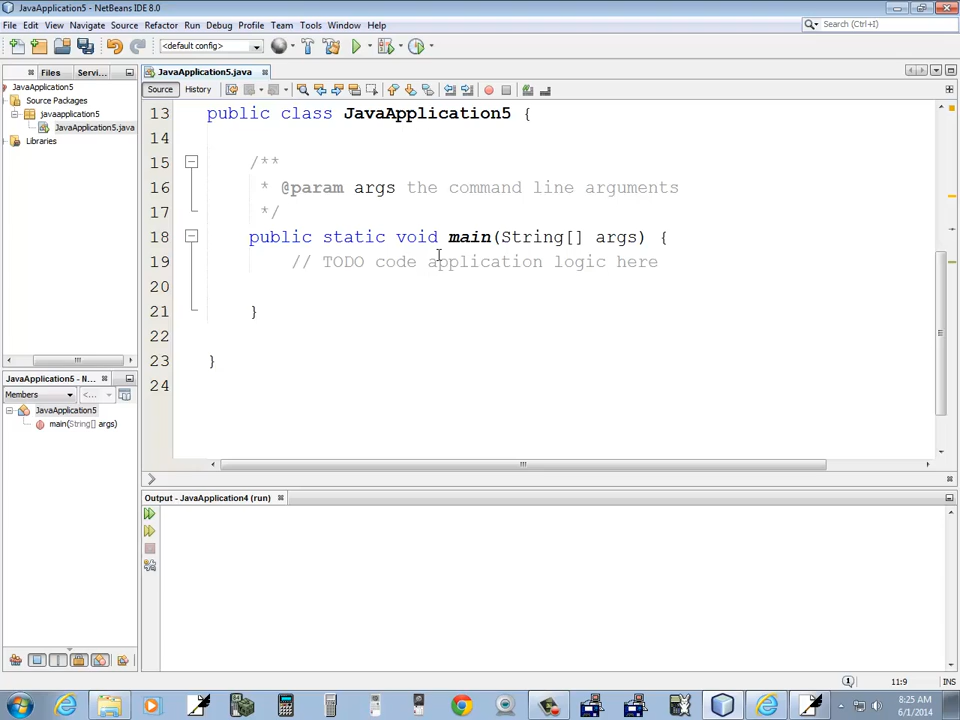 JavaApplication5 - NetBeans IDE 8.0
File Edit View Navigate Source Refactor Run Debug Profile Team Tools Window Help
Search (Ctrl+I)
<default config>
Files Servi...
JavaApplication5.java
JavaApplication5
Source Packages
javaapplication5
JavaApplication5.java
Libraries
Source History
13 public class JavaApplication5 {
14
15 /**
16 * @param args the command line arguments
17 */
18 public static void main(String[] args) {
19 // TODO code application logic here
20
21 }
22
23 }
24
JavaApplication5 - N...
Members <...
JavaApplication5
main(String[] args)
Output - JavaApplication4 (run)
1 11:9 INS
8:25 AM
6/1/2014